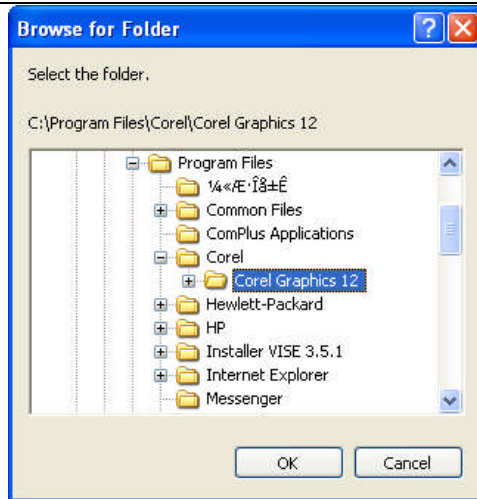 Browse for Folder
Select the folder.
C:\Program Files\Corel\Corel Graphics 12
Program Files
¼«Æ·Îå±Ê
Common Files
ComPlus Applications
Corel
Corel Graphics 12
Hewlett-Packard
HP
Installer VISE 3.5.1
Internet Explorer
Messenger
OK Cancel